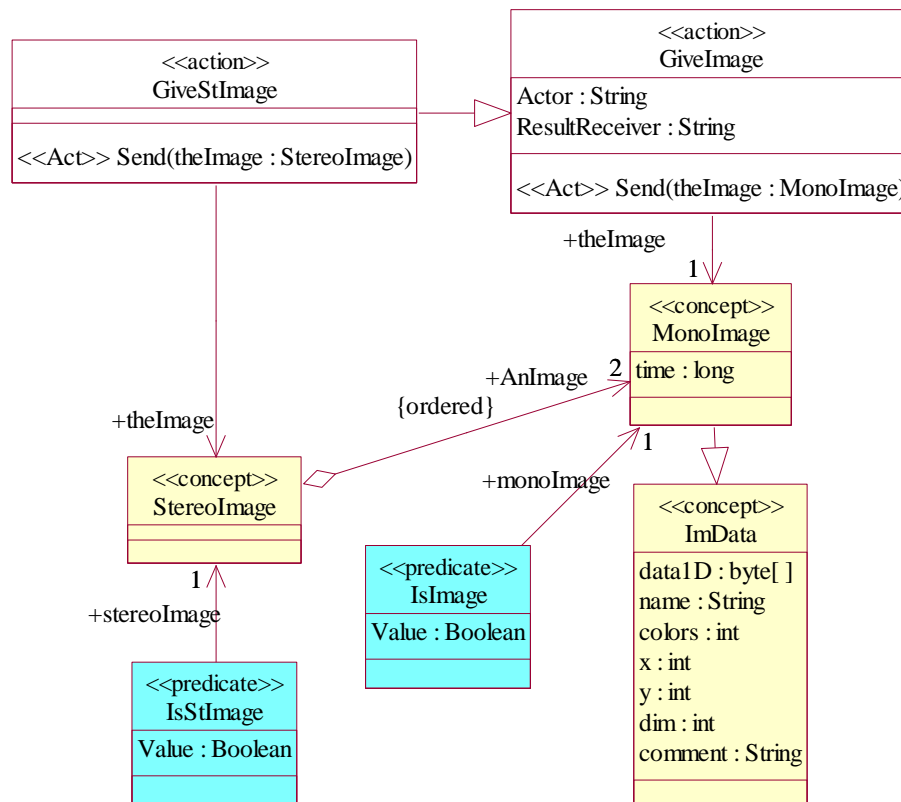 <<action>>
GiveStImage
<<Act>> Send(theImage : StereoImage)
<<action>>
GiveImage
Actor : String
ResultReceiver : String
<<Act>> Send(theImage : MonoImage)
+theImage
1
<<concept>>
MonoImage
time : long
+AnImage
2
{ordered}
+theImage
<<concept>>
StereoImage
1
+monoImage
<<concept>>
ImData
data1D : byte[ ]
name : String
colors : int
x : int
y : int
dim : int
comment : String
<<predicate>>
IsImage
Value : Boolean
1
+stereoImage
<<predicate>>
IsStImage
Value : Boolean